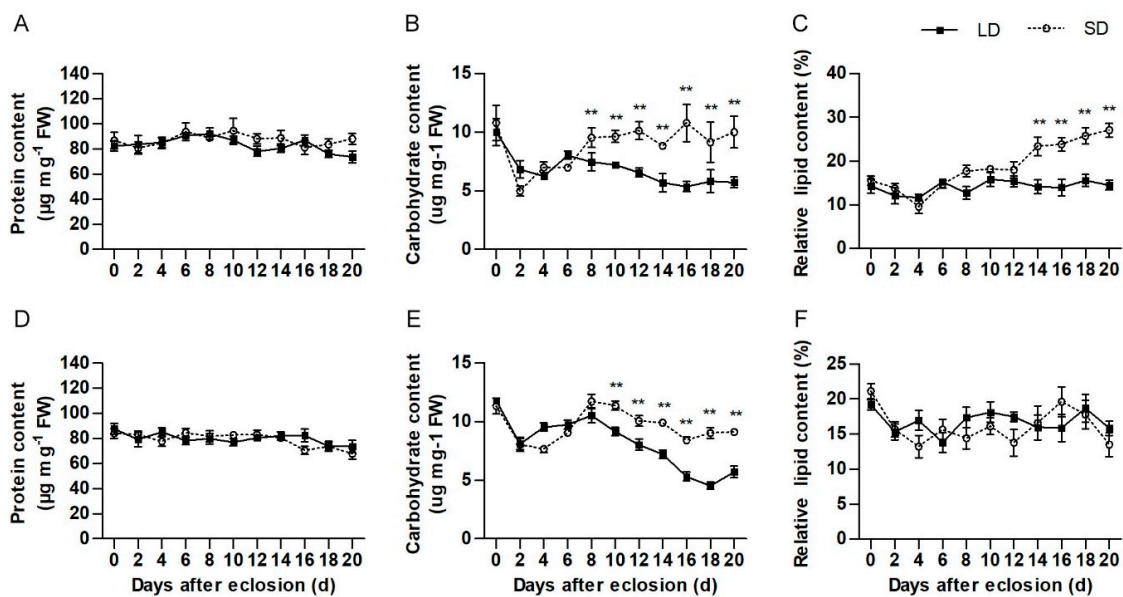 A
Protein content
(µg m g⁻¹ FW)
140
120
100
80
60
40
20
0
0 2 4 6 8 10 12 14 16 18 20
B
Carbohydrate content
(ug m g-1 FW)
15
10
5
0
** ** ** ** ** ** **
0 2 4 6 8 10 12 14 16 18 20
C
LD SD
Relative lipid content (%)
40
30
20
10
0
** ** ** **
0 2 4 6 8 10 12 14 16 18 20
D
Protein content
(µg m g⁻¹ FW)
140
120
100
80
60
40
20
0
0 2 4 6 8 10 12 14 16 18 20
Days after eclosion (d)
E
Carbohydrate content
(ug m g-1 FW)
15
10
5
0
** ** ** ** ** **
0 2 4 6 8 10 12 14 16 18 20
Days after eclosion (d)
F
Relative lipid content (%)
25
20
15
10
5
0
0 2 4 6 8 10 12 14 16 18 20
Days after eclosion (d)